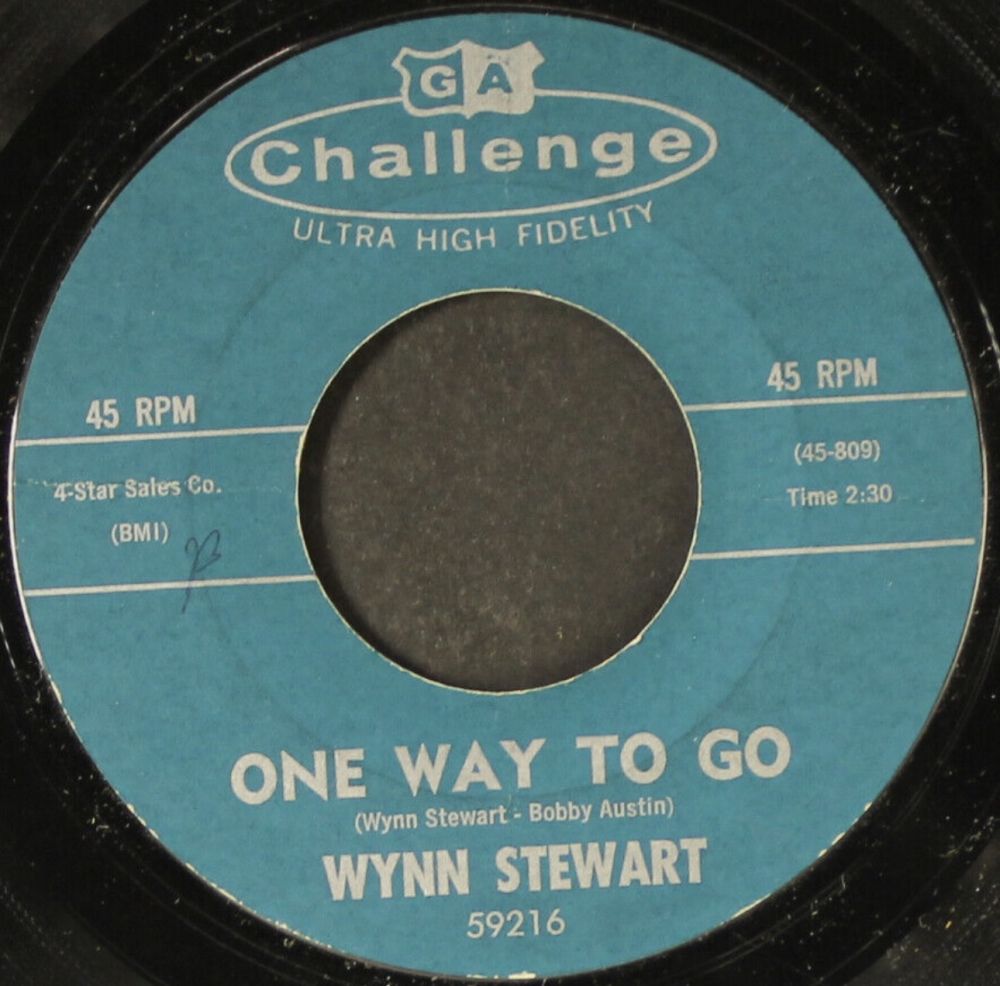 GA
Challenge
ULTRA HIGH FIDELITY
45 RPM
4-Star Sales Co.
(BMI)
45 RPM
(45-809)
Time 2:30
ONE WAY TO GO
(Wynn Stewart - Bobby Austin)
WYNN STEWART
59216